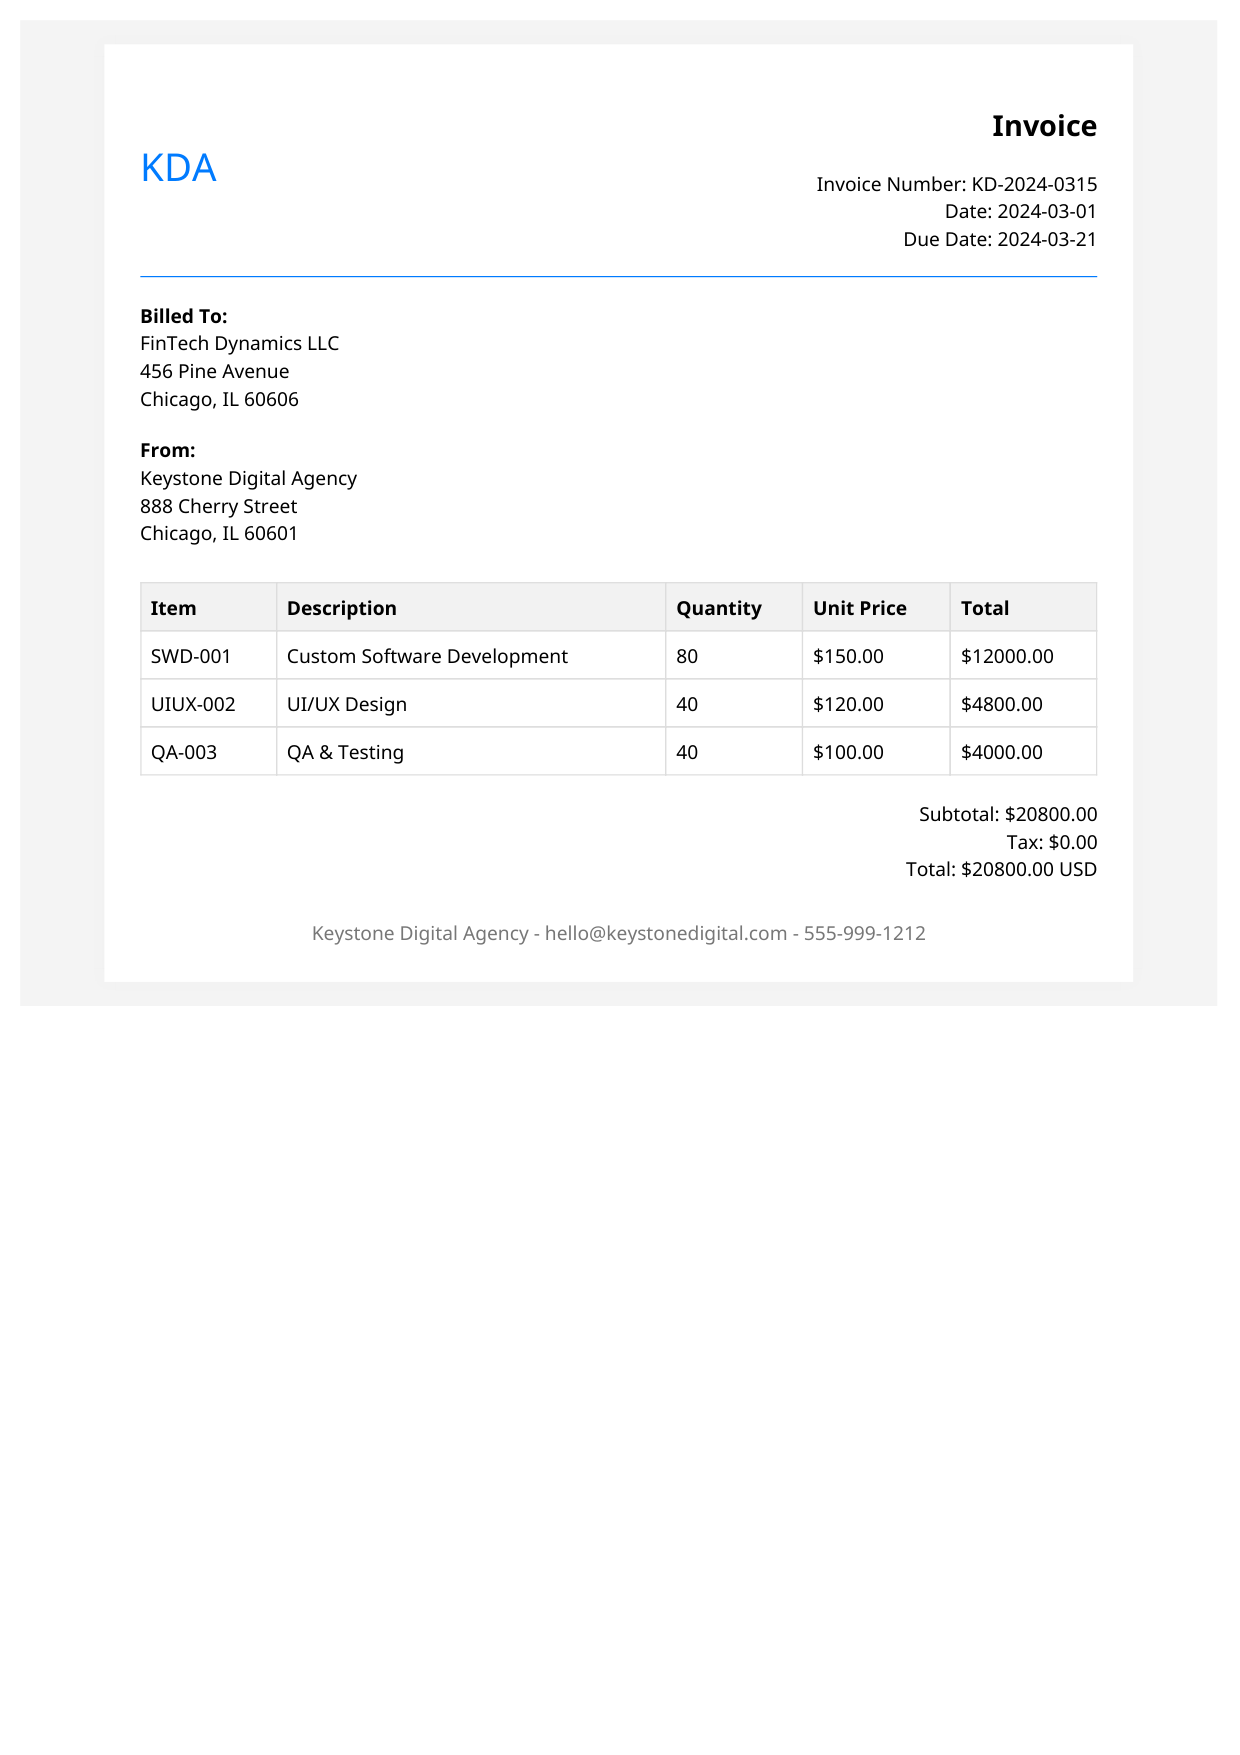 Invoice
KDA
Invoice Number: KD-2024-0315
Date: 2024-03-01
Due Date: 2024-03-21
Billed To:
FinTech Dynamics LLC
456 Pine Avenue
Chicago, IL 60606
From:
Keystone Digital Agency
888 Cherry Street
Chicago, IL 60601
Item Description Quantity Unit Price Total
SWD-001 Custom Software Development 80 $150.00 $12000.00
UIUX-002 UI/UX Design 40 $120.00 $4800.00
QA-003 QA & Testing 40 $100.00 $4000.00
Subtotal: $20800.00
Tax: $0.00
Total: $20800.00 USD
Keystone Digital Agency - hello@keystonedigital.com - 555-999-1212